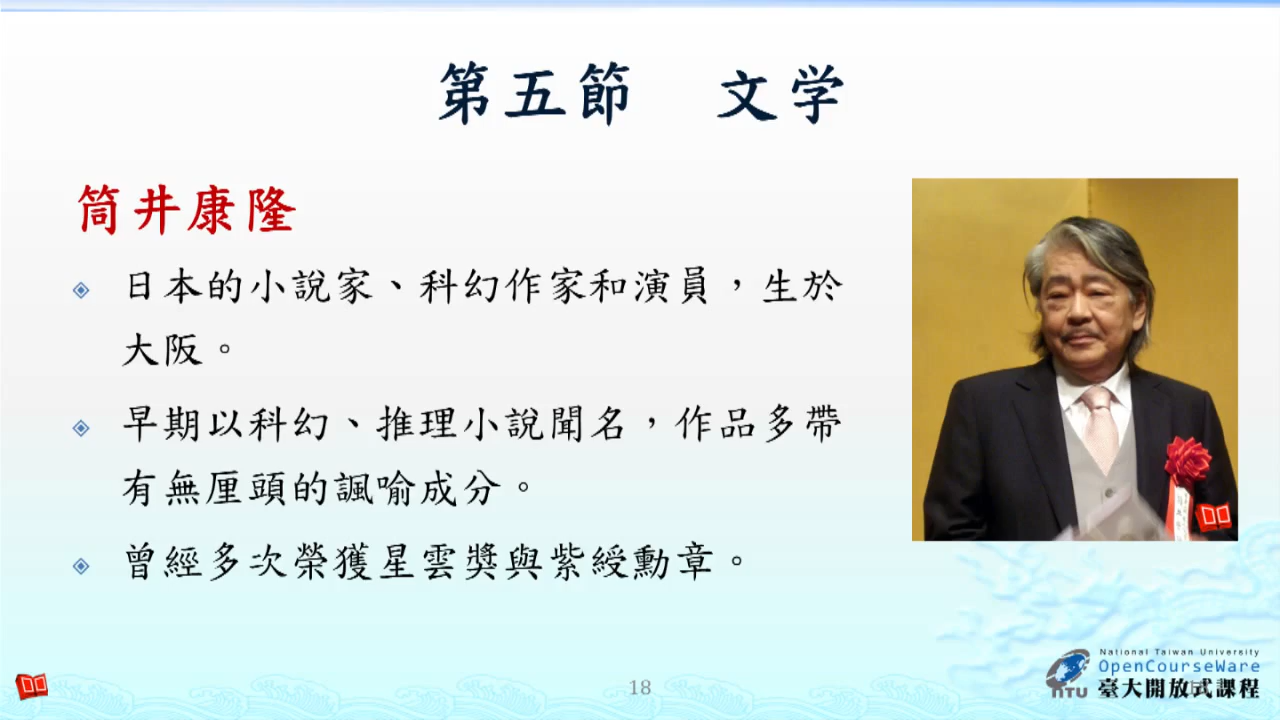 第五節 文学
筒井康隆
日本的小說家、科幻作家和演員，生於
大阪。
早期以科幻、推理小說聞名，作品多帶
有無厘頭的諷喻成分。
曾經多次榮獲星雲獎與紫綬勳章。
18
National Taiwan University
OpenCourseWare
NTU 臺大開放式課程